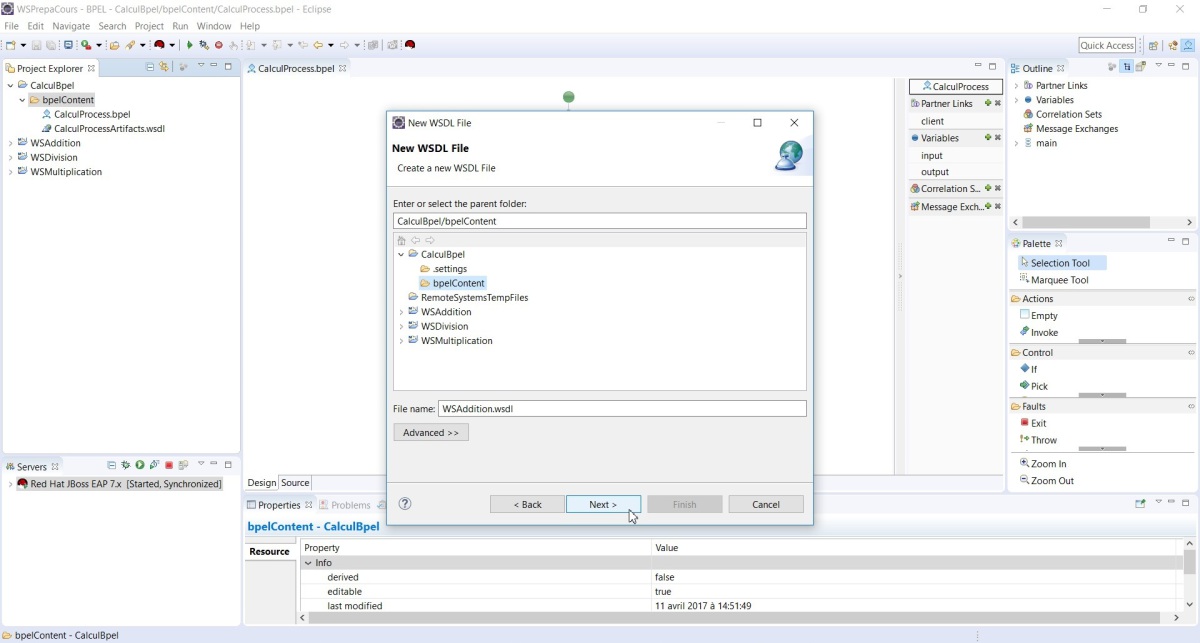 WSPrepaCours - BPEL - CalculBpel/bpelContent/CalculProcess.bpel - Eclipse
File Edit Navigate Search Project Run Window Help
Quick Access
Project Explorer
CalculBpel
bpelContent
CalculProcess.bpel
CalculProcessArtifacts.wsdl
WSAddition
WSDivision
WSMultiplication
Servers
Red Hat JBoss EAP 7.x [Started, Synchronized]
CalculProcess.bpel
New WSDL File
New WSDL File
Create a new WSDL File
Enter or select the parent folder:
CalculBpel/bpelContent
CalculBpel
.settings
bpelContent
RemoteSystemsTempFiles
WSAddition
WSDivision
WSMultiplication
File name: WSAddition.wsdl
Advanced >>
< Back Next > Finish Cancel
CalculProcess
Partner Links
client
Variables
input
output
Correlation S...
Message Exch...
Design Source
Properties Problems
bpelContent - CalculBpel
Resource
Property Value
Info
derived false
editable true
last modified 11 avril 2017 à 14:51:49
Outline
Partner Links
Variables
Correlation Sets
Message Exchanges
main
Palette
Selection Tool
Marquee Tool
Actions
Empty
Invoke
Control
If
Pick
Faults
Exit
Throw
Zoom In
Zoom Out
bpelContent - CalculBpel